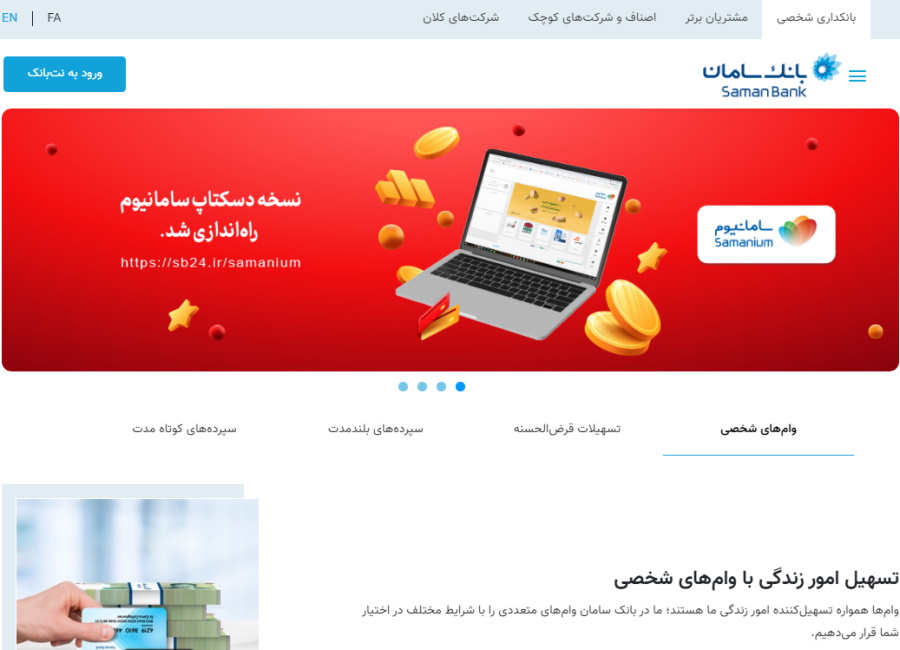 بانکداری شخصی
مشتریان برتر
اصناف و شرکت‌های کوچک
شرکت‌های کلان
FA
EN
بانک سامان
Saman Bank
ورود به نت‌بانک
سامانیوم
Samanium
نسخه دسکتاپ سامانیوم
راه‌اندازی شد.
https://sb24.ir/samanium
وام‌های شخصی
تسهیلات قرض‌الحسنه
سپرده‌های بلندمدت
سپرده‌های کوتاه مدت
تسهیل امور زندگی با وام‌های شخصی
وام‌ها همواره تسهیل‌کننده امور زندگی ما هستند؛ ما در بانک سامان وام‌های متعددی را با شرایط مختلف در اختیار
شما قرار می‌دهیم.